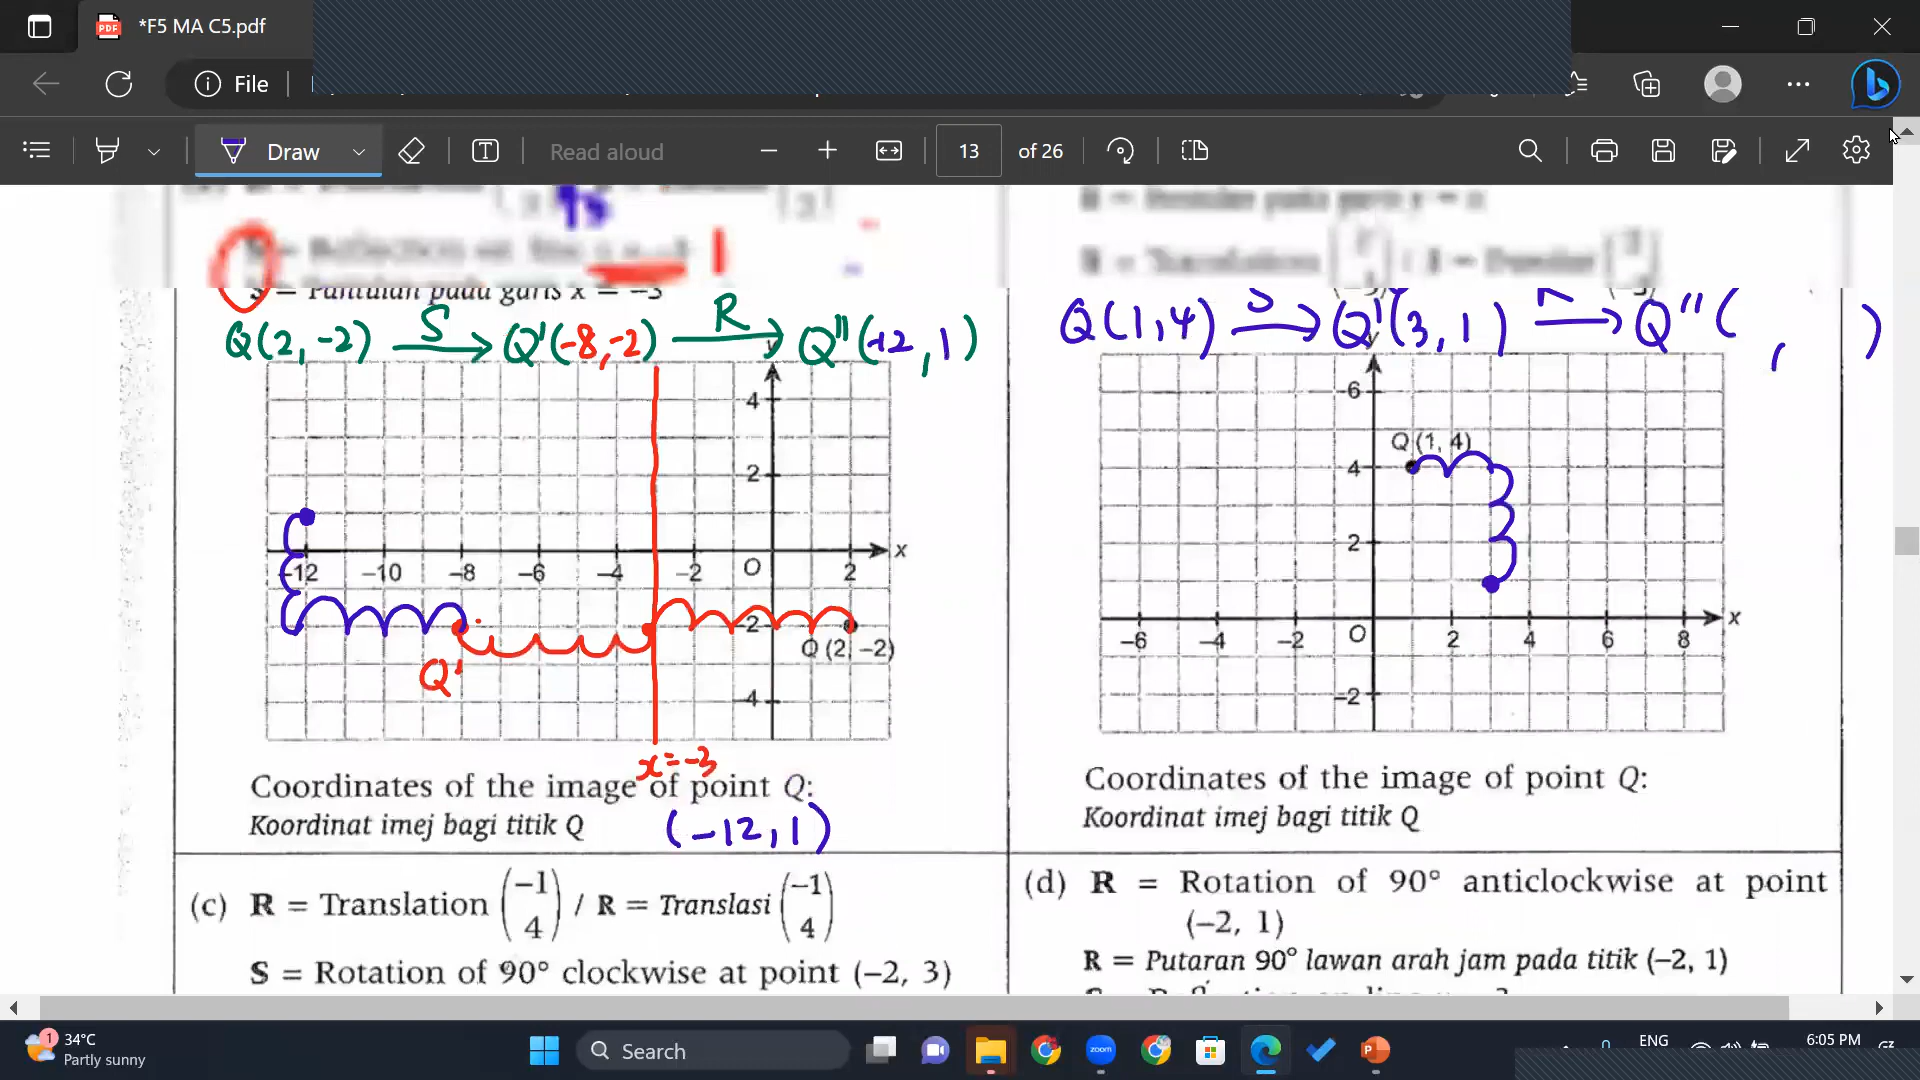 *F5 MA C5.pdf
File
Draw
Read aloud
13 of 26
S = Pantulan pada garis x = −3
Q(2, -2) S→ Q'(-8,-2) R→ Q''(-12, 1)
y
4
2
−12 −10 −8 −6 −4 −2 O 2 x
−2
Q (2, −2)
Q'
−4
x=-3
Coordinates of the image of point Q:
Koordinat imej bagi titik Q
(-12, 1)
Q(1,4) S→ Q'(3, 1) → Q''( , )
y
6
Q (1, 4)
4
2
−6 −4 −2 O 2 4 6 8 x
−2
Coordinates of the image of point Q:
Koordinat imej bagi titik Q
(c) R = Translation (−1 4) / R = Translasi (−1 4)
S = Rotation of 90° clockwise at point (−2, 3)
(d) R = Rotation of 90° anticlockwise at point
(−2, 1)
R = Putaran 90° lawan arah jam pada titik (−2, 1)
1
34°C
Partly sunny
Search
zoom
ENG
6:05 PM